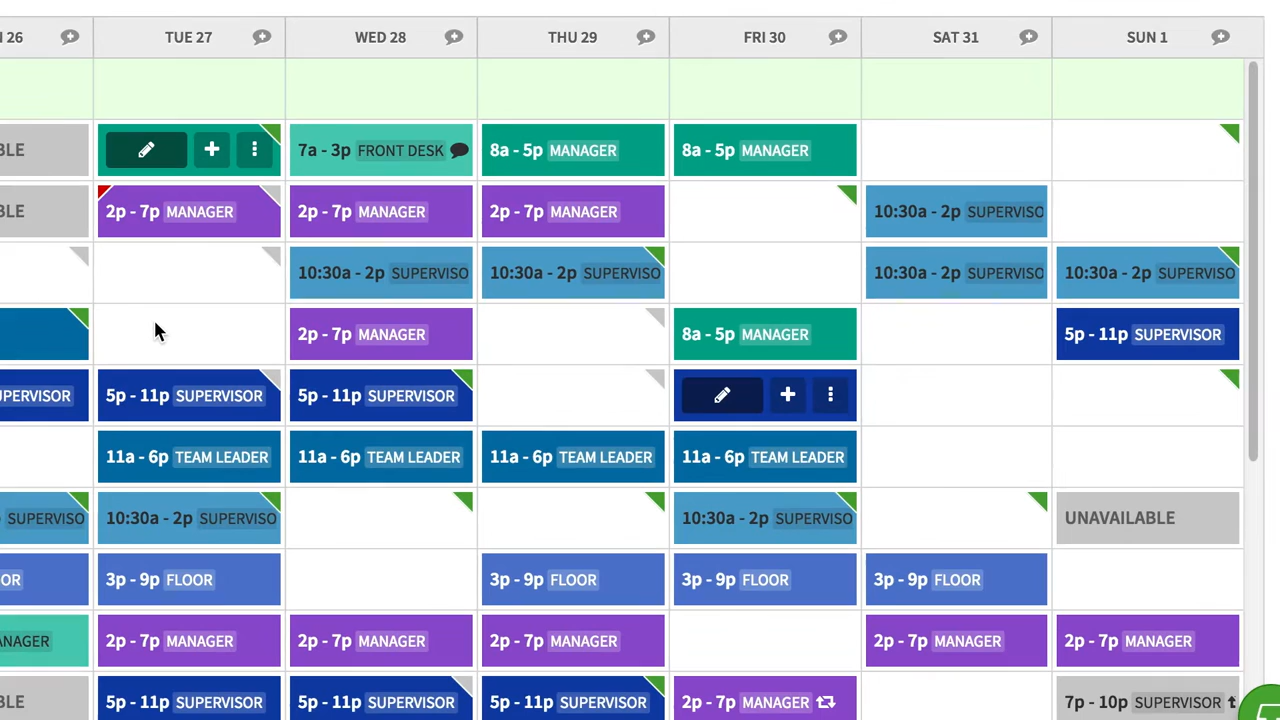 26 TUE 27 WED 28 THU 29 FRI 30 SAT 31 SUN 1
BLE 7a - 3p FRONT DESK 8a - 5p MANAGER 8a - 5p MANAGER
BLE 2p - 7p MANAGER 2p - 7p MANAGER 2p - 7p MANAGER 10:30a - 2p SUPERVISO
10:30a - 2p SUPERVISO 10:30a - 2p SUPERVISO 10:30a - 2p SUPERVISO 10:30a - 2p SUPERVISO
2p - 7p MANAGER 8a - 5p MANAGER 5p - 11p SUPERVISOR
UPERVISOR 5p - 11p SUPERVISOR 5p - 11p SUPERVISOR
11a - 6p TEAM LEADER 11a - 6p TEAM LEADER 11a - 6p TEAM LEADER 11a - 6p TEAM LEADER
SUPERVISO 10:30a - 2p SUPERVISO 10:30a - 2p SUPERVISO UNAVAILABLE
OR 3p - 9p FLOOR 3p - 9p FLOOR 3p - 9p FLOOR 3p - 9p FLOOR
ANAGER 2p - 7p MANAGER 2p - 7p MANAGER 2p - 7p MANAGER 2p - 7p MANAGER 2p - 7p MANAGER
BLE 5p - 11p SUPERVISOR 5p - 11p SUPERVISOR 5p - 11p SUPERVISOR 2p - 7p MANAGER 7p - 10p SUPERVISOR